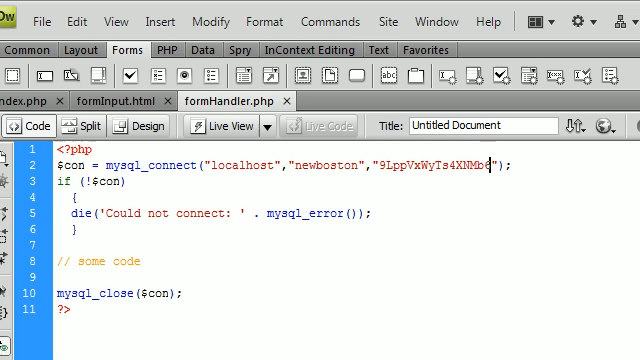 Dw File Edit View Insert Modify Format Commands Site Window Help
Common Layout Forms PHP Data Spry InContext Editing Text Favorites
abc
ndex.php × formInput.html × formHandler.php ×
Code Split Design Live View Live Code Title: Untitled Document
1 <?php
2 $con = mysql_connect("localhost","newboston","9LppVxWyTs4XNMb6");
3 if (!$con)
4 {
5 die('Could not connect: ' . mysql_error());
6 }
7
8 // some code
9
10 mysql_close($con);
11 ?>